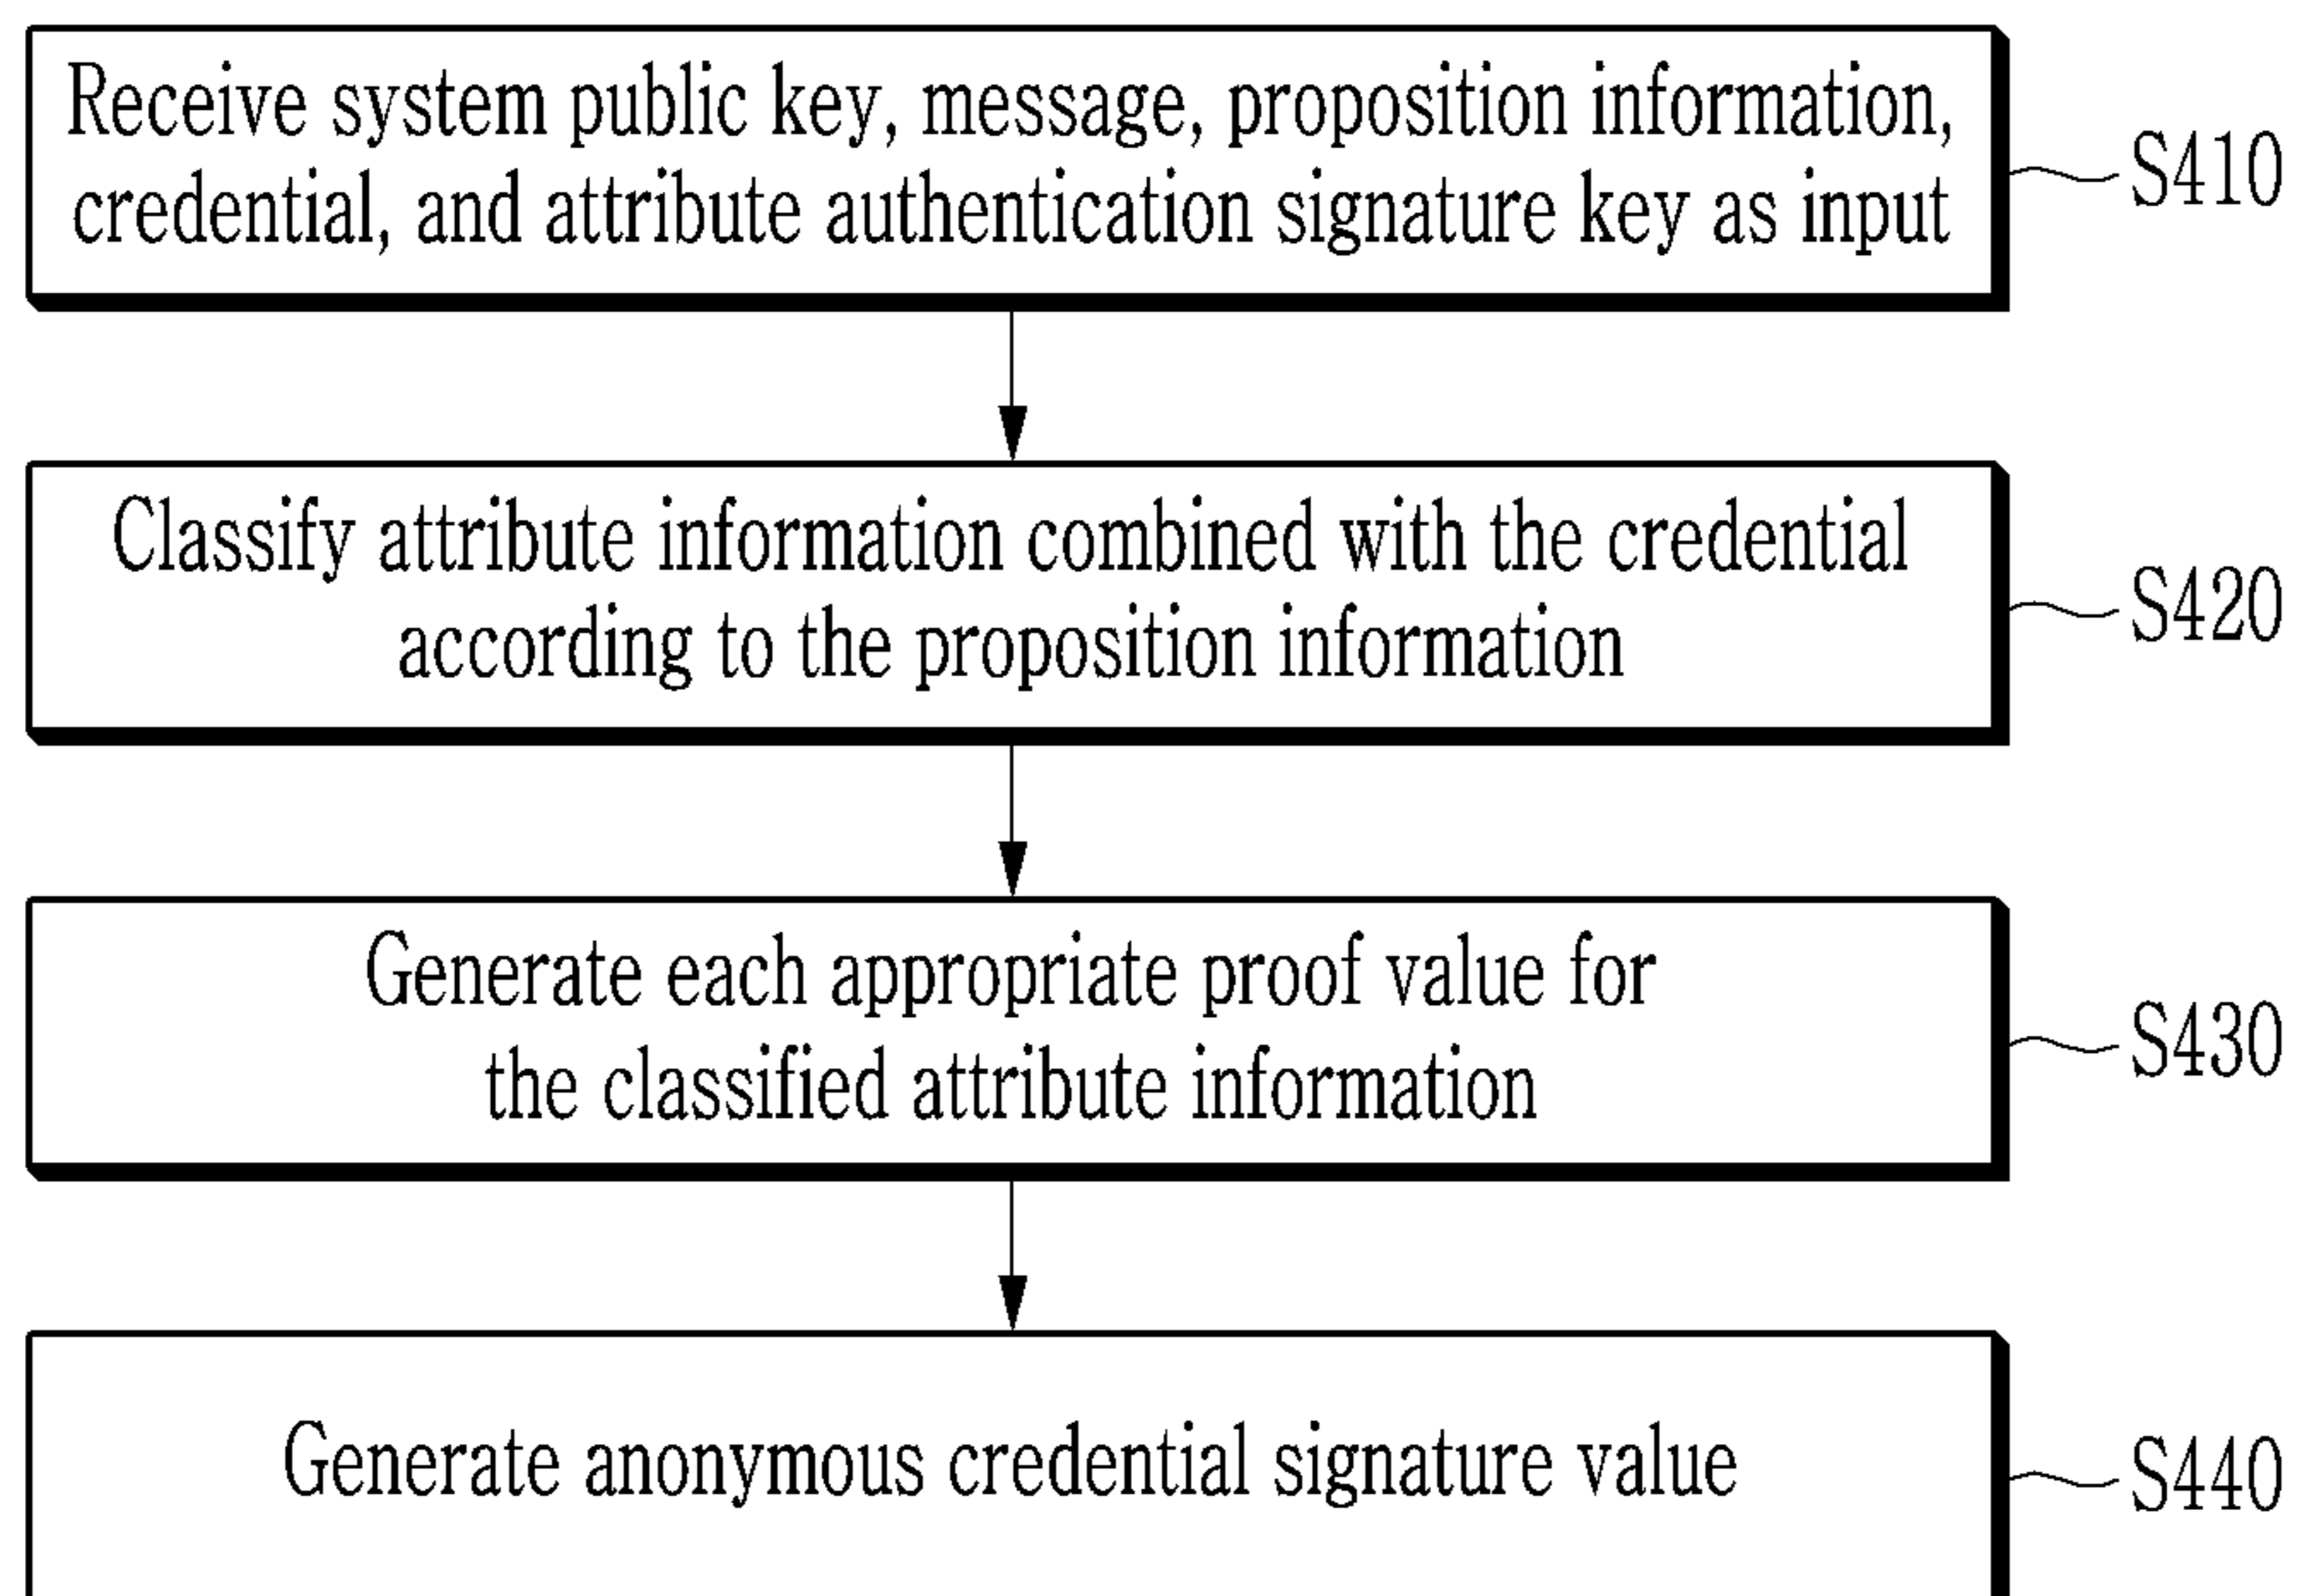 Receive system public key, message, proposition information,
credential, and attribute authentication signature key as input
S410
Classify attribute information combined with the credential
according to the proposition information
S420
Generate each appropriate proof value for
the classified attribute information
S430
Generate anonymous credential signature value
S440